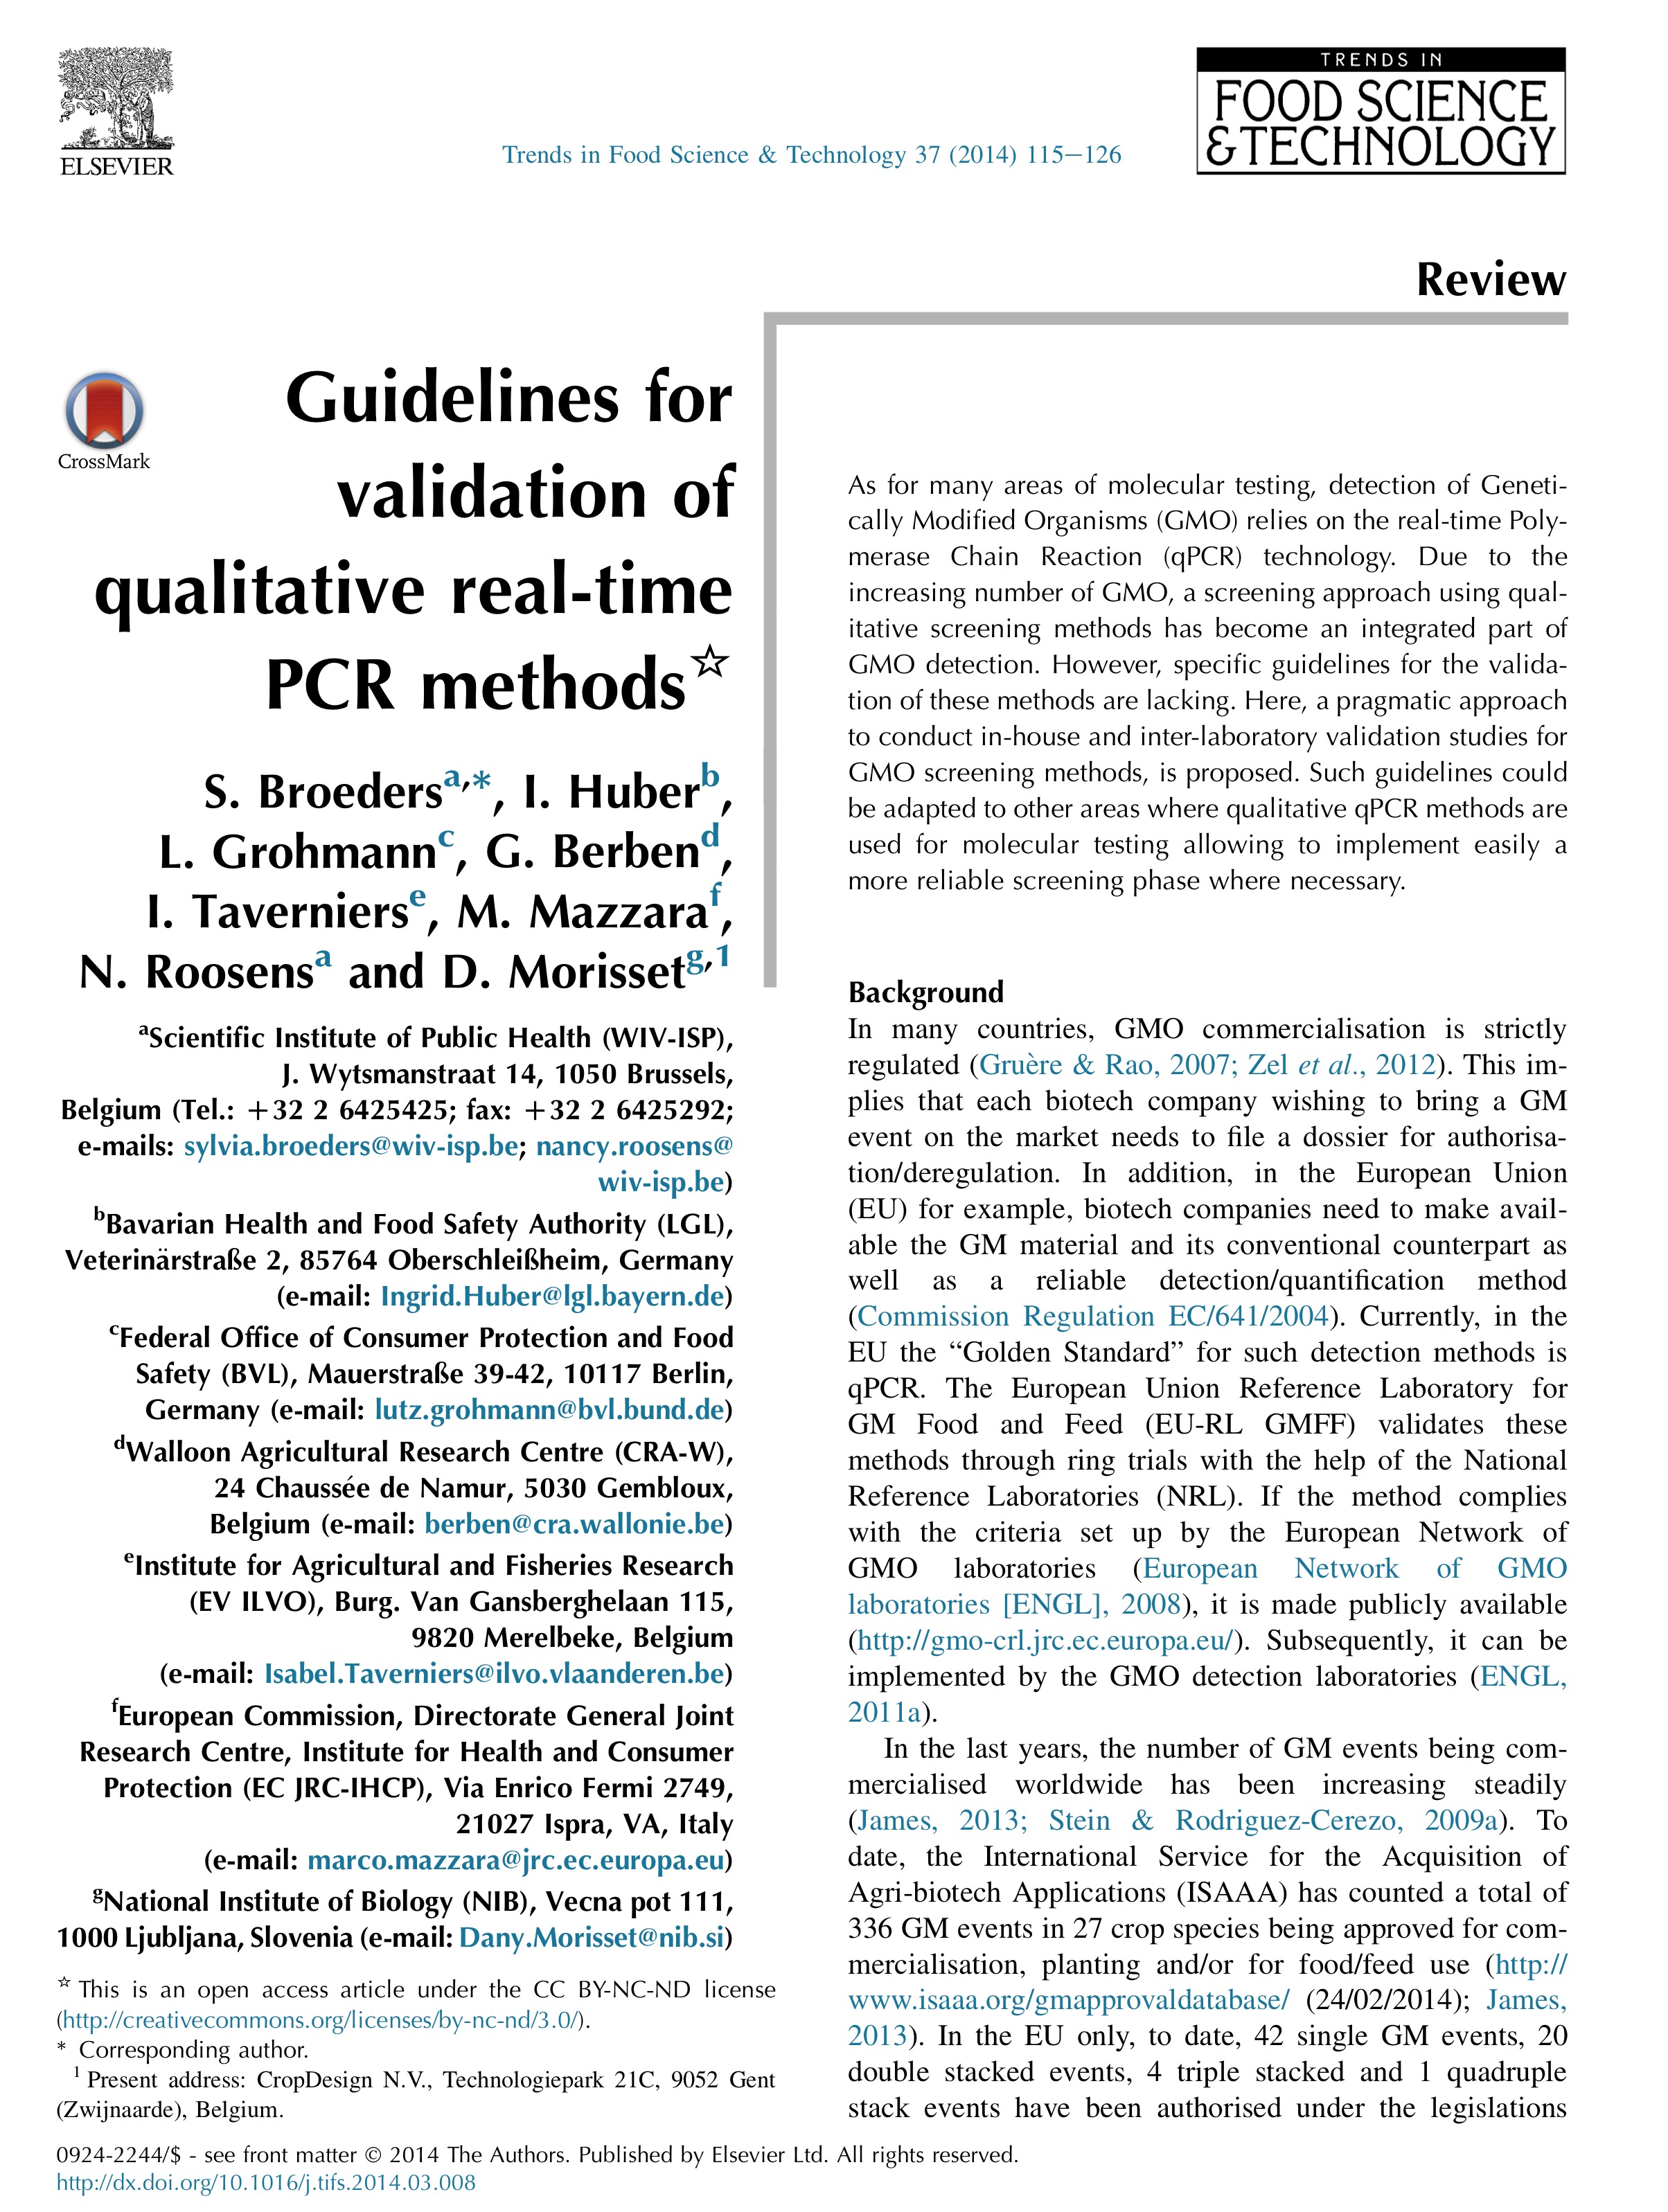 ELSEVIER
Trends in Food Science & Technology 37 (2014) 115–126
TRENDS IN
FOOD SCIENCE
&TECHNOLOGY
Review
CrossMark
Guidelines for
validation of
qualitative real-time
PCR methods☆
S. Broeders^a,*, I. Huber^b,
L. Grohmann^c, G. Berben^d,
I. Taverniers^e, M. Mazzara^f,
N. Roosens^a and D. Morisset^g,1
^aScientific Institute of Public Health (WIV-ISP),
J. Wytsmanstraat 14, 1050 Brussels,
Belgium (Tel.: +32 2 6425425; fax: +32 2 6425292;
e-mails: sylvia.broeders@wiv-isp.be; nancy.roosens@
wiv-isp.be)
^bBavarian Health and Food Safety Authority (LGL),
Veterinärstraße 2, 85764 Oberschleißheim, Germany
(e-mail: Ingrid.Huber@lgl.bayern.de)
^cFederal Office of Consumer Protection and Food
Safety (BVL), Mauerstraße 39-42, 10117 Berlin,
Germany (e-mail: lutz.grohmann@bvl.bund.de)
^dWalloon Agricultural Research Centre (CRA-W),
24 Chaussée de Namur, 5030 Gembloux,
Belgium (e-mail: berben@cra.wallonie.be)
^eInstitute for Agricultural and Fisheries Research
(EV ILVO), Burg. Van Gansberghelaan 115,
9820 Merelbeke, Belgium
(e-mail: Isabel.Taverniers@ilvo.vlaanderen.be)
^fEuropean Commission, Directorate General Joint
Research Centre, Institute for Health and Consumer
Protection (EC JRC-IHCP), Via Enrico Fermi 2749,
21027 Ispra, VA, Italy
(e-mail: marco.mazzara@jrc.ec.europa.eu)
^gNational Institute of Biology (NIB), Vecna pot 111,
1000 Ljubljana, Slovenia (e-mail: Dany.Morisset@nib.si)
☆ This is an open access article under the CC BY-NC-ND license
(http://creativecommons.org/licenses/by-nc-nd/3.0/).
* Corresponding author.
^1 Present address: CropDesign N.V., Technologiepark 21C, 9052 Gent
(Zwijnaarde), Belgium.
As for many areas of molecular testing, detection of Geneti-
cally Modified Organisms (GMO) relies on the real-time Poly-
merase Chain Reaction (qPCR) technology. Due to the
increasing number of GMO, a screening approach using qual-
itative screening methods has become an integrated part of
GMO detection. However, specific guidelines for the valida-
tion of these methods are lacking. Here, a pragmatic approach
to conduct in-house and inter-laboratory validation studies for
GMO screening methods, is proposed. Such guidelines could
be adapted to other areas where qualitative qPCR methods are
used for molecular testing allowing to implement easily a
more reliable screening phase where necessary.
Background
In many countries, GMO commercialisation is strictly
regulated (Gruère & Rao, 2007; Zel et al., 2012). This im-
plies that each biotech company wishing to bring a GM
event on the market needs to file a dossier for authorisa-
tion/deregulation. In addition, in the European Union
(EU) for example, biotech companies need to make avail-
able the GM material and its conventional counterpart as
well as a reliable detection/quantification method
(Commission Regulation EC/641/2004). Currently, in the
EU the “Golden Standard” for such detection methods is
qPCR. The European Union Reference Laboratory for
GM Food and Feed (EU-RL GMFF) validates these
methods through ring trials with the help of the National
Reference Laboratories (NRL). If the method complies
with the criteria set up by the European Network of
GMO laboratories (European Network of GMO
laboratories [ENGL], 2008), it is made publicly available
(http://gmo-crl.jrc.ec.europa.eu/). Subsequently, it can be
implemented by the GMO detection laboratories (ENGL,
2011a).
In the last years, the number of GM events being com-
mercialised worldwide has been increasing steadily
(James, 2013; Stein & Rodriguez-Cerezo, 2009a). To
date, the International Service for the Acquisition of
Agri-biotech Applications (ISAAA) has counted a total of
336 GM events in 27 crop species being approved for com-
mercialisation, planting and/or for food/feed use (http://
www.isaaa.org/gmapprovaldatabase/ (24/02/2014); James,
2013). In the EU only, to date, 42 single GM events, 20
double stacked events, 4 triple stacked and 1 quadruple
stack events have been authorised under the legislations
0924-2244/$ - see front matter © 2014 The Authors. Published by Elsevier Ltd. All rights reserved.
http://dx.doi.org/10.1016/j.tifs.2014.03.008